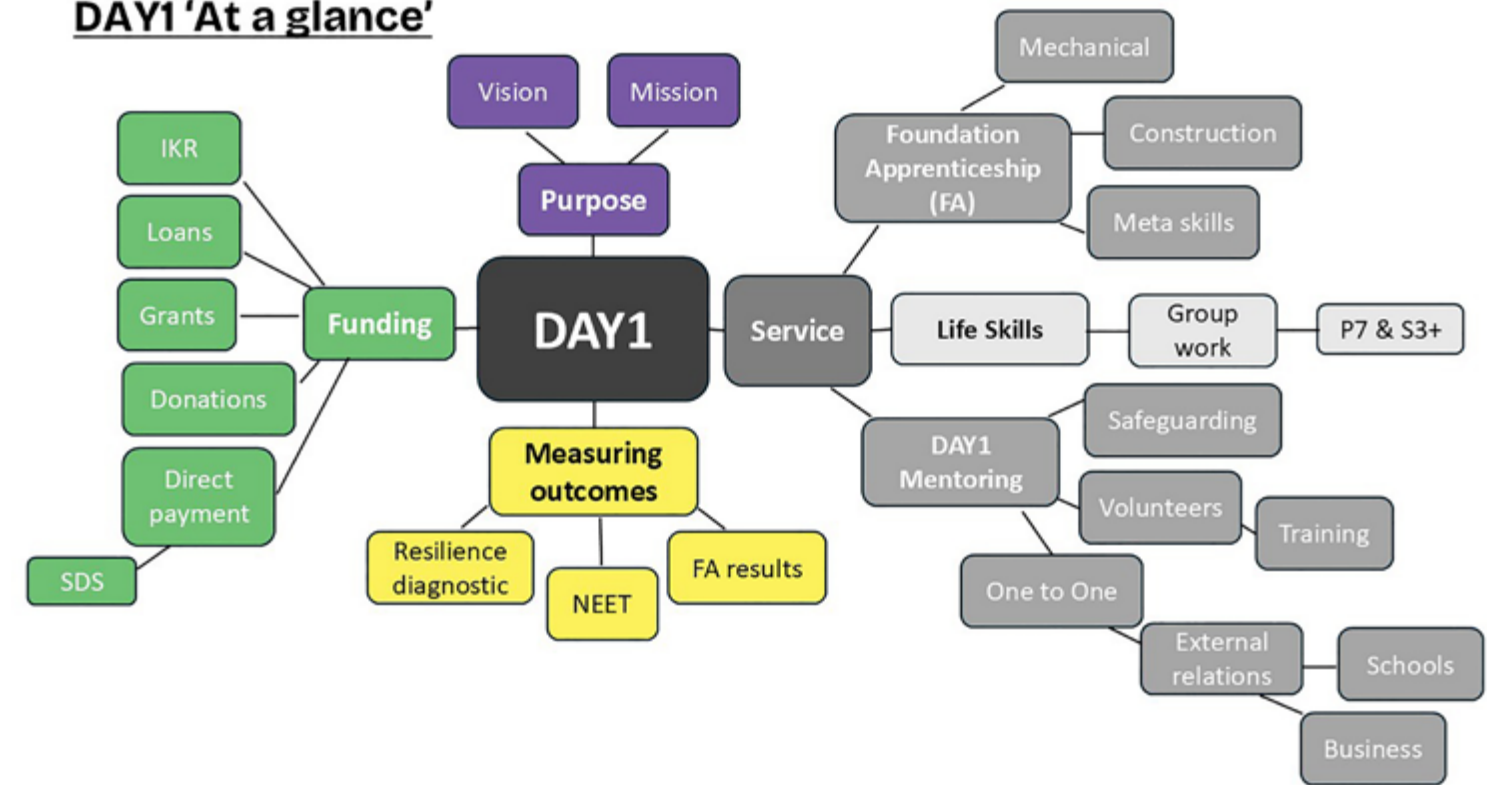 DAY1 ‘At a glance’
Vision
Mission
Purpose
IKR
Loans
Grants
Donations
Direct
payment
SDS
Funding
DAY1
Measuring
outcomes
Resilience
diagnostic
NEET
FA results
Service
Foundation
Apprenticeship
(FA)
Mechanical
Construction
Meta skills
Life Skills
Group
work
P7 & S3+
DAY1
Mentoring
Safeguarding
Volunteers
Training
One to One
External
relations
Schools
Business